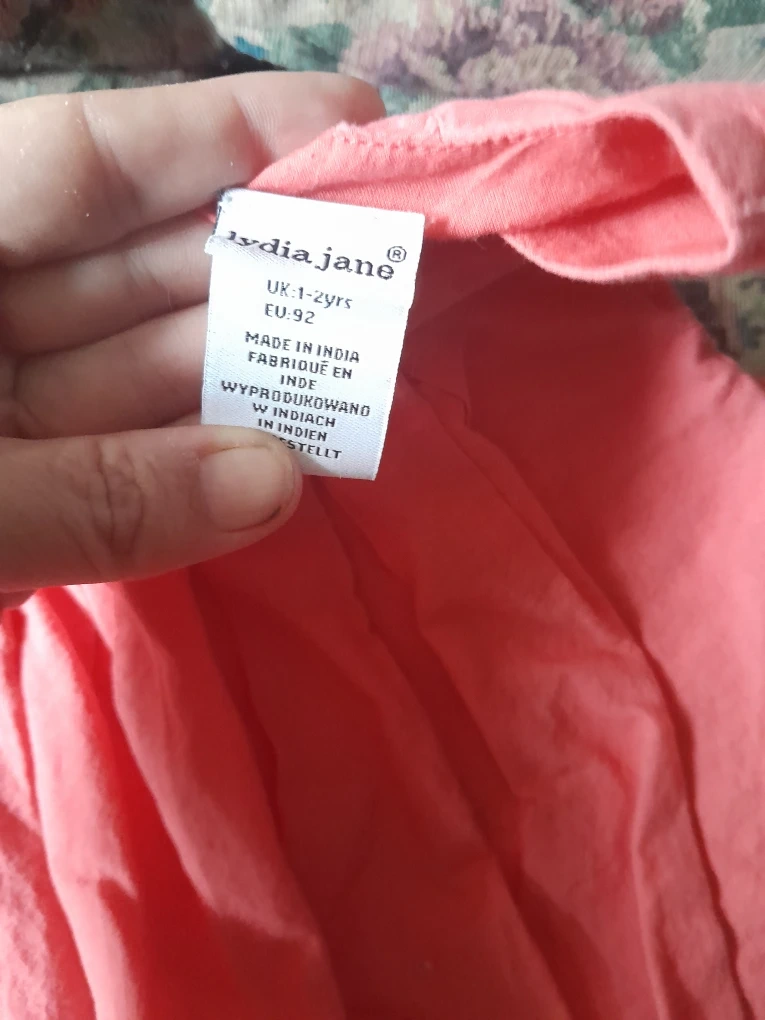 lydia jane ®
UK:1-2yrs
EU:92
MADE IN INDIA
FABRIQUÉ EN
INDE
WYPRODUKOWANO
W INDIACH
IN INDIEN